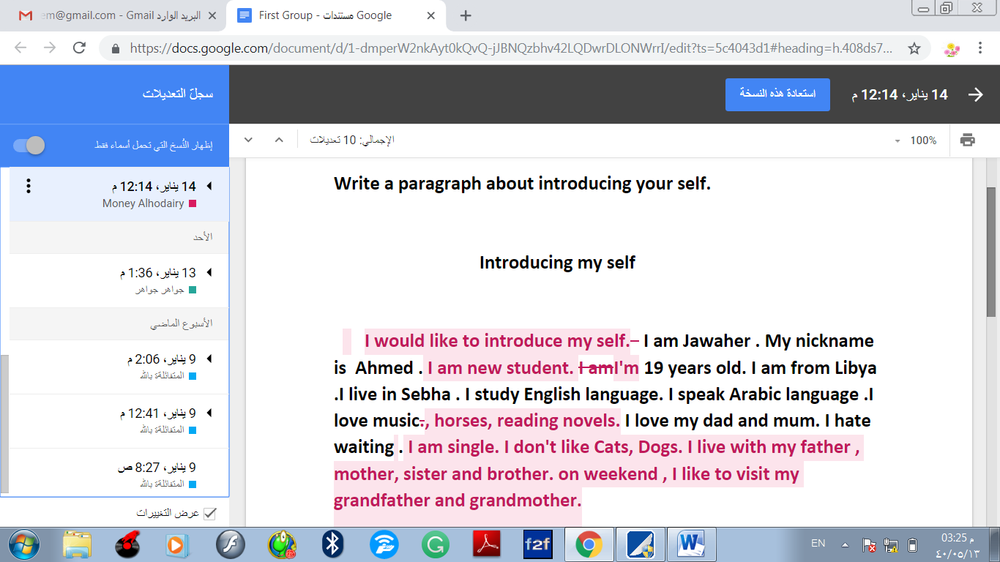 em@gmail.com - Gmail البريد الوارد
First Group - مستندات Google
https://docs.google.com/document/d/1-dmperW2nkAyt0kQvQ-jJBNQzbhv42LQDwrDLONWrrI/edit?ts=5c4043d1#heading=h.408ds7...
سجلّ التعديلات
استعادة هذه النسخة
14 يناير، 12:14 م
إظهار النُسخ التي تحمل أسماء فقط
الإجمالي: 10 تعديلات
100%
14 يناير، 12:14 م
Money Alhodairy
الأحد
13 يناير، 1:36 م
جواهر جواهر
الأسبوع الماضي
9 يناير، 2:06 م
المتفائلةة بالله
9 يناير، 12:41 م
المتفائلةة بالله
9 يناير، 8:27 ص
المتفائلةة بالله
عرض التغييرات
Write a paragraph about introducing your self.
Introducing my self
I would like to introduce my self. I am Jawaher . My nickname
is Ahmed . I am new student. I amI'm 19 years old. I am from Libya
.I live in Sebha . I study English language. I speak Arabic language .I
love music., horses, reading novels. I love my dad and mum. I hate
waiting . I am single. I don't like Cats, Dogs. I live with my father ,
mother, sister and brother. on weekend , I like to visit my
grandfather and grandmother.
f2f
EN
03:25 م
٤٠/٠٥/١٣